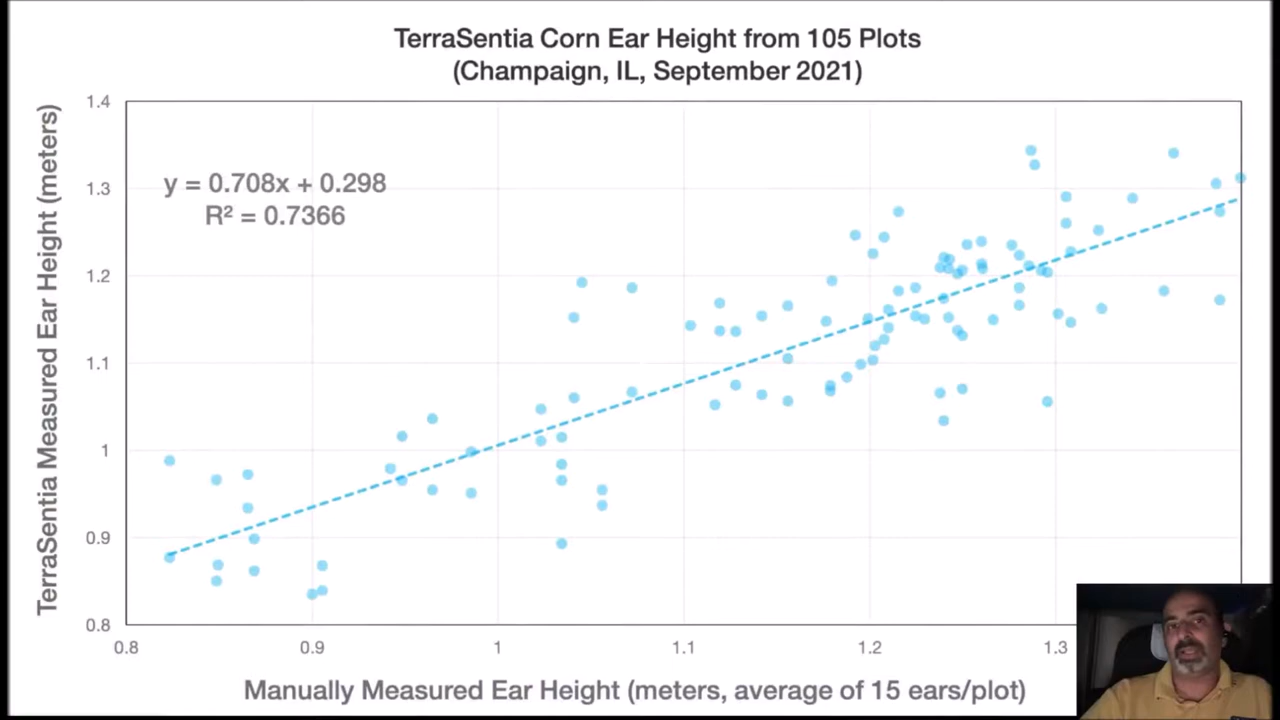 TerraSentia Corn Ear Height from 105 Plots
(Champaign, IL, September 2021)
TerraSentia Measured Ear Height (meters)
1.4
1.3
1.2
1.1
1
0.9
0.8
y = 0.708x + 0.298
R² = 0.7366
0.8 0.9 1 1.1 1.2 1.3
Manually Measured Ear Height (meters, average of 15 ears/plot)